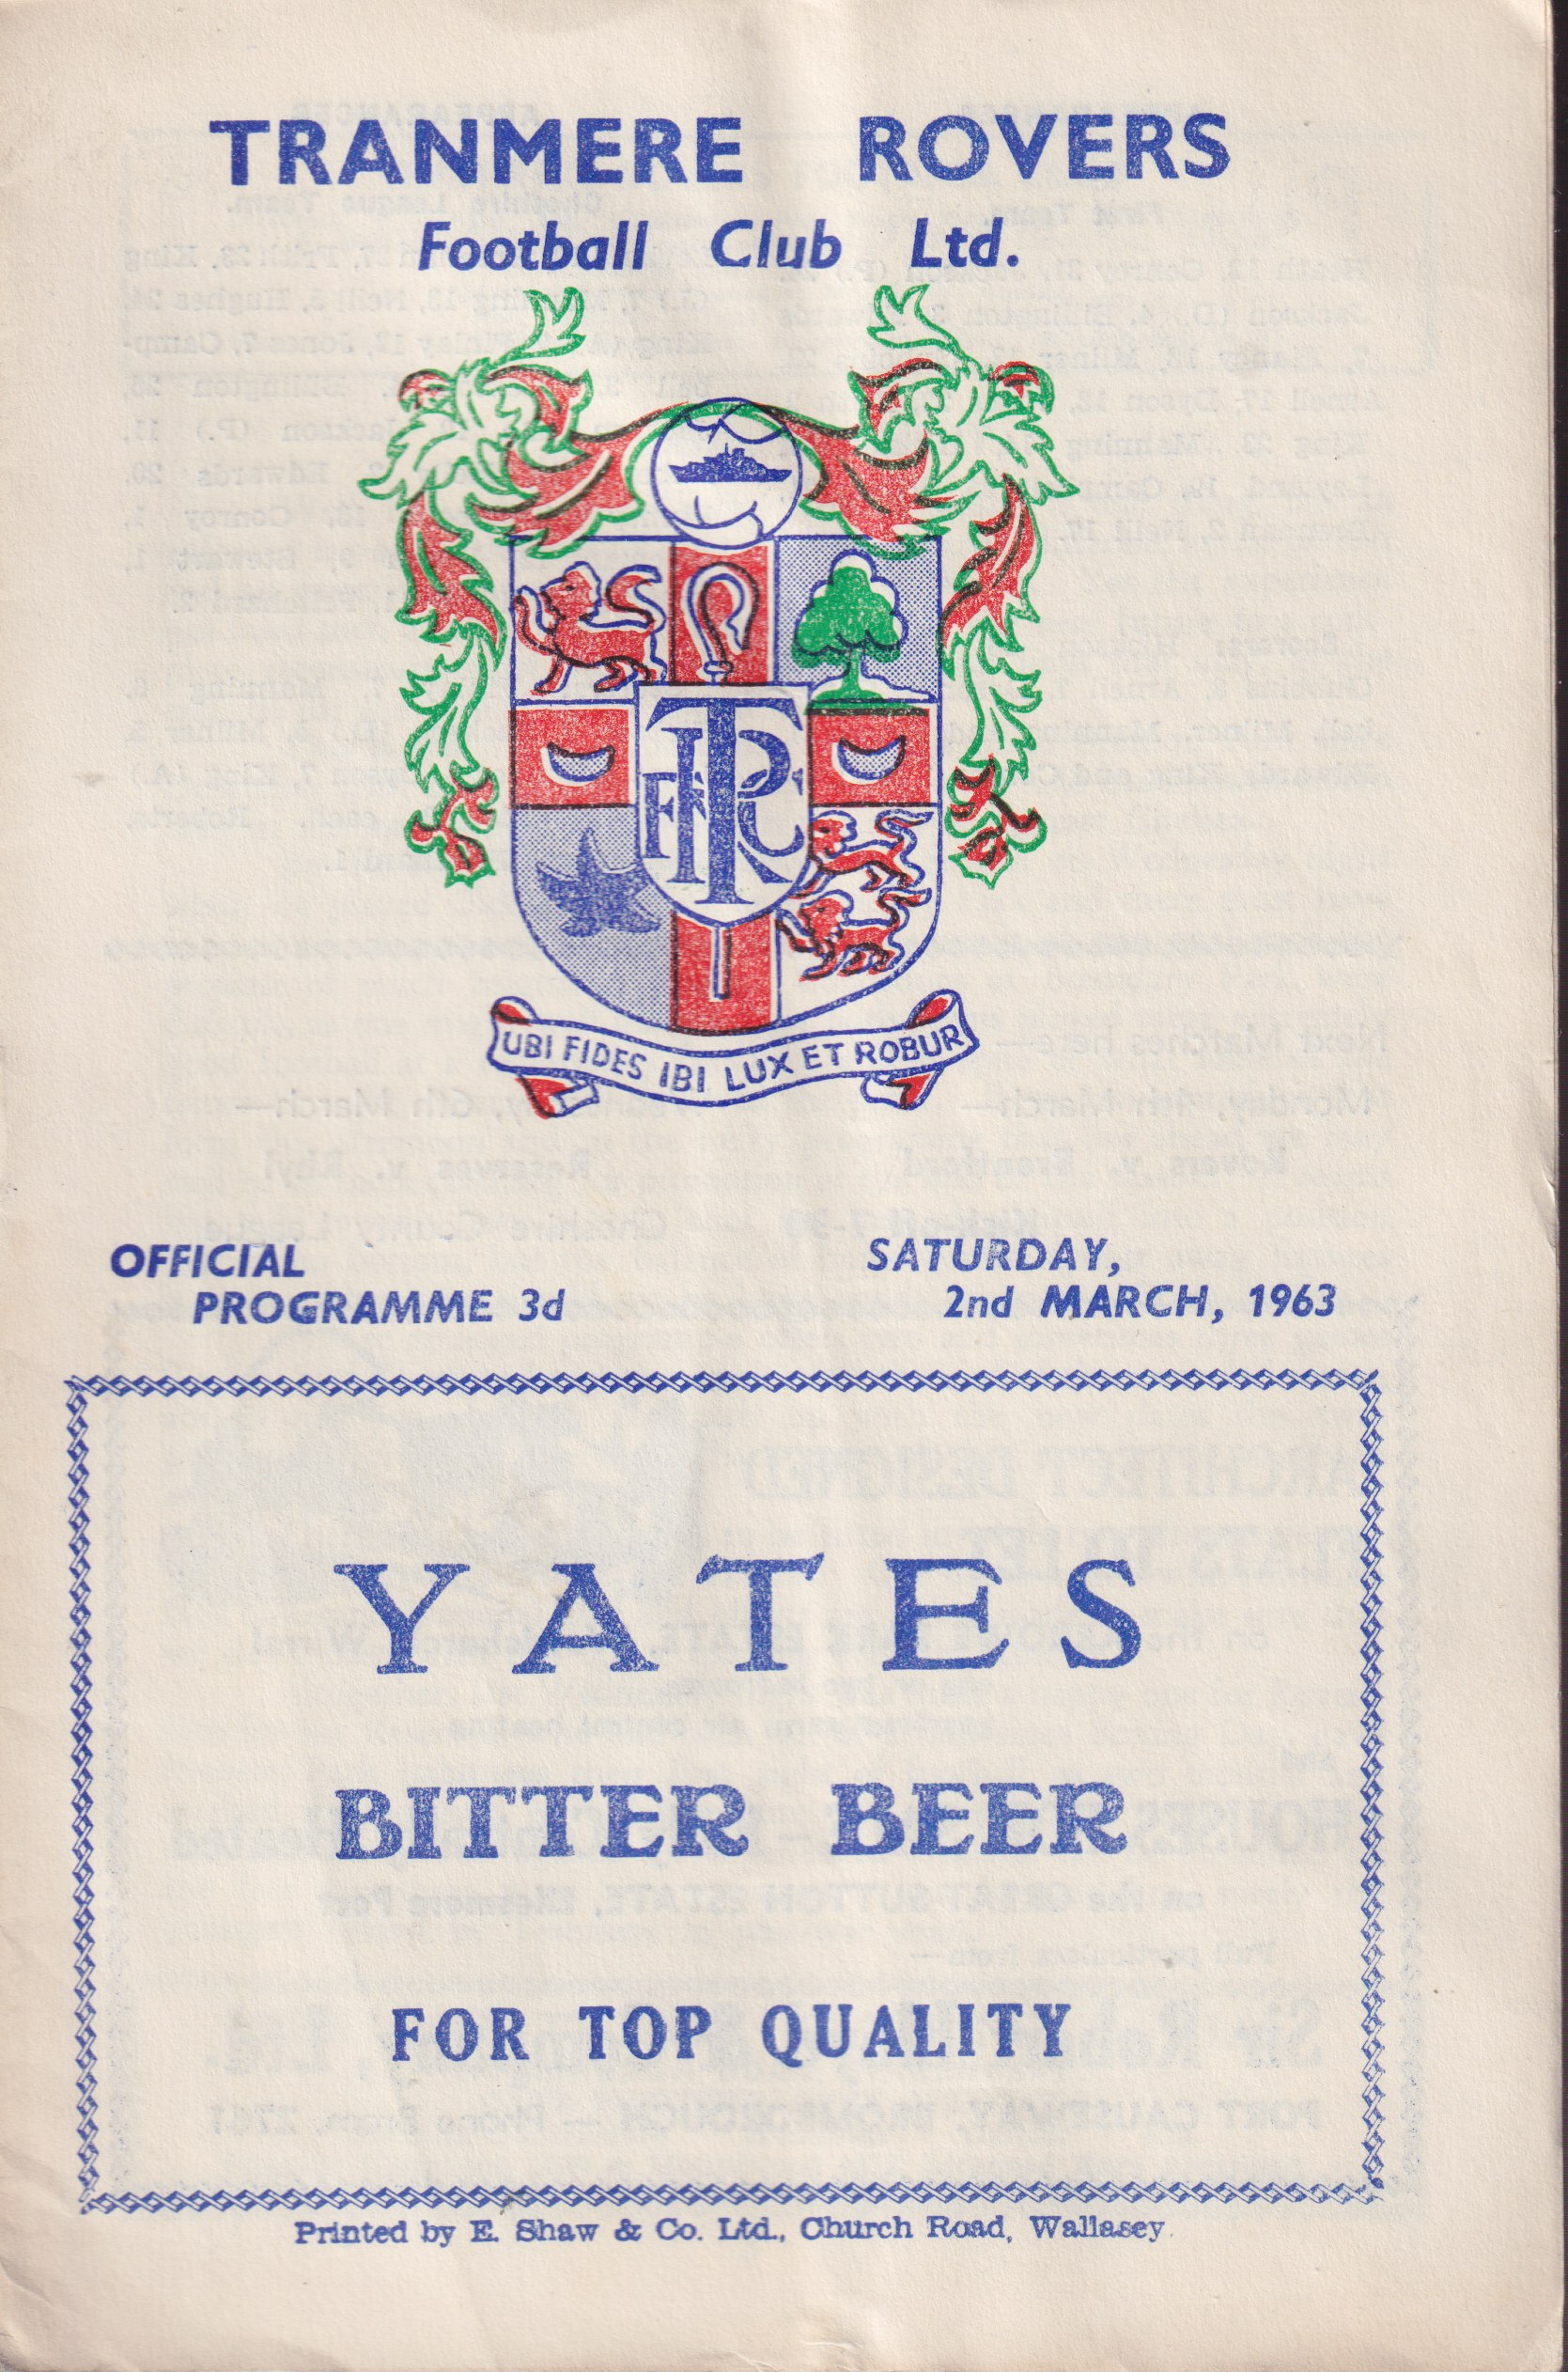 TRANMERE ROVERS
Football Club Ltd.
TRFC
UBI FIDES IBI LUX ET ROBUR
OFFICIAL
PROGRAMME 3d
SATURDAY,
2nd MARCH, 1963
YATES
BITTER BEER
FOR TOP QUALITY
Printed by E. Shaw & Co. Ltd., Church Road, Wallasey.